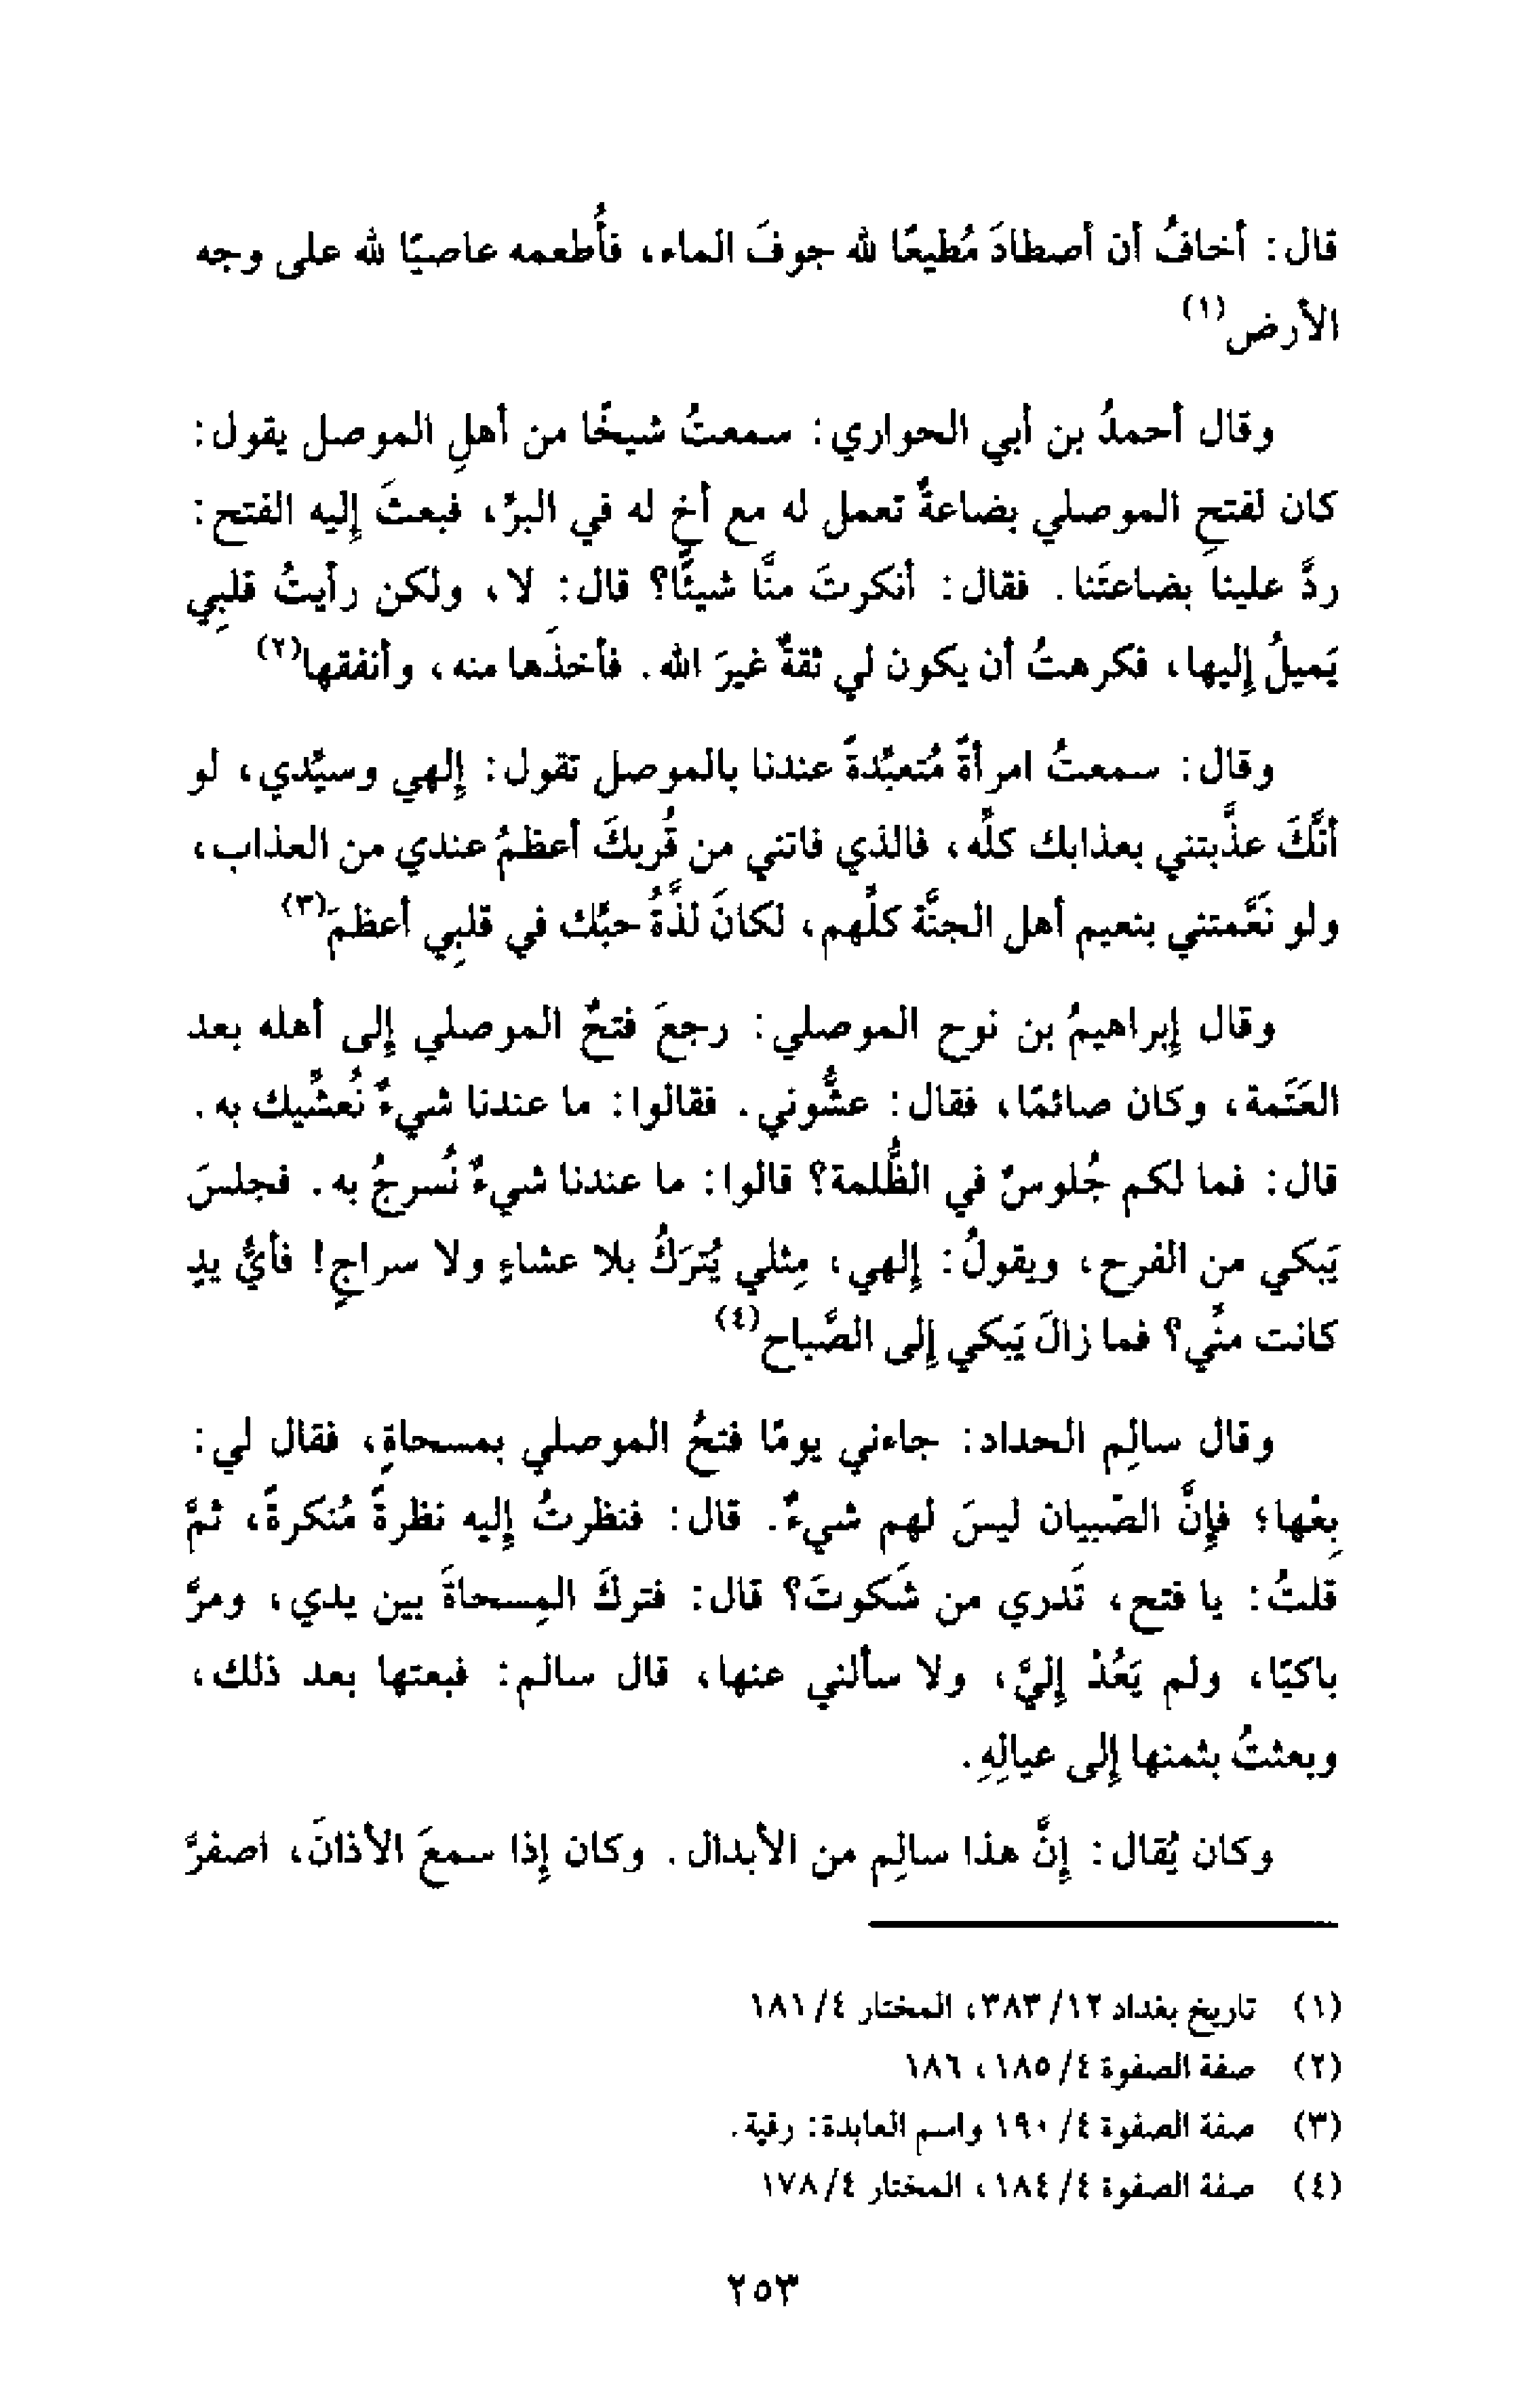 قال: أخافُ أن أصطادَ مُطيعًا لله جوفَ الماء، فأُطعمه عاصيًا لله على وجه
الأرض(١)
وقال أحمدُ بن أبي الحواري: سمعتُ شيخًا من أهلِ الموصل يقول:
كان لفتحِ الموصلي بضاعةٌ تعمل له مع أخٍ له في البرِّ، فبعثَ إليه الفتح:
ردَّ علينا بضاعتَنا. فقال: أنكرتَ منَّا شيئًا؟ قال: لا، ولكن رأيتُ قلبِي
يَميلُ إليها، فكرهتُ أن يكون لي ثقةٌ غيرَ الله. فأخذَها منه، وأنفقها(٢)
وقال: سمعتُ امرأةً مُتعبِّدةً عندنا بالموصل تقول: إلهي وسيِّدي، لو
أنَّكَ عذَّبتني بعذابك كلِّه، فالذي فاتني من قُربكَ أعظمُ عندي من العذاب،
ولو نَعَّمتني بنعيم أهل الجنَّة كلِّهم، لكانَ لذَّةُ حبِّك في قلبِي أعظمَ(٣)
وقال إبراهيمُ بن نوح الموصلي: رجعَ فتحٌ الموصلي إلى أهله بعد
العَتَمة، وكان صائمًا، فقال: عشُّوني. فقالوا: ما عندنا شيءٌ نُعشِّيك به.
قال: فما لكم جُلوسٌ في الظُّلمة؟ قالوا: ما عندنا شيءٌ نُسرجُ به. فجلسَ
يَبكي من الفرح، ويقولُ: إلهي، مِثلي يُترَكُ بلا عشاءٍ ولا سراجٍ! فأيُّ يدٍ
كانت منِّي؟ فما زالَ يَبكي إلى الصَّباح(٤)
وقال سالِم الحداد: جاءني يومًا فتحُ الموصلي بمسحاةٍ، فقال لي:
بِعْها؛ فإنَّ الصّبيان ليسَ لهم شيءٌ. قال: فنظرتُ إليه نظرةً مُنكرةً، ثمَّ
قلتُ: يا فتح، تَدري من شَكوتَ؟ قال: فتركَ المِسحاةَ بين يدي، ومرَّ
باكيًا، ولم يَعُدْ إليَّ، ولا سألني عنها، قال سالم: فبعتها بعد ذلك،
وبعثتُ بثمنها إلى عيالِهِ.
وكان يُقال: إنَّ هذا سالِم من الأبدال. وكان إذا سمعَ الأذانَ، اصفرَّ
(١) تاريخ بغداد ١٢/ ٣٨٣، المختار ٤/ ١٨١
(٢) صفة الصفوة ٤/ ١٨٥، ١٨٦
(٣) صفة الصفوة ٤/ ١٩٠ واسم العابدة: رقية.
(٤) صفة الصفوة ٤/ ١٨٤، المختار ٤/ ١٧٨
٢٥٣